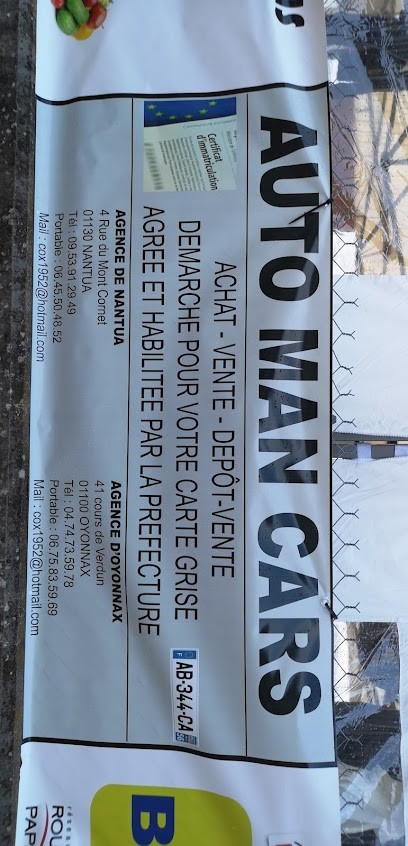 AUTO MAN CARS
ACHAT - VENTE - DEPÔT-VENTE
DEMARCHE POUR VOTRE CARTE GRISE
AGREE ET HABILITEE PAR LA PREFECTURE
Certificat
d'immatriculation
AB-344-CA
F
AGENCE DE NANTUA
4 Rue du Mont Cornet
01130 NANTUA
Tél : 09.53.91.29.49
Portable : 06.45.50.48.52
Mail : cox1952@hotmail.com
AGENCE D'OYONNAX
41 cours de Verdun
01100 OYONNAX
Tél : 04.74.73.59.78
Portable : 06.75.83.59.69
Mail : cox1952@hotmail.com
B
ROU
PAP